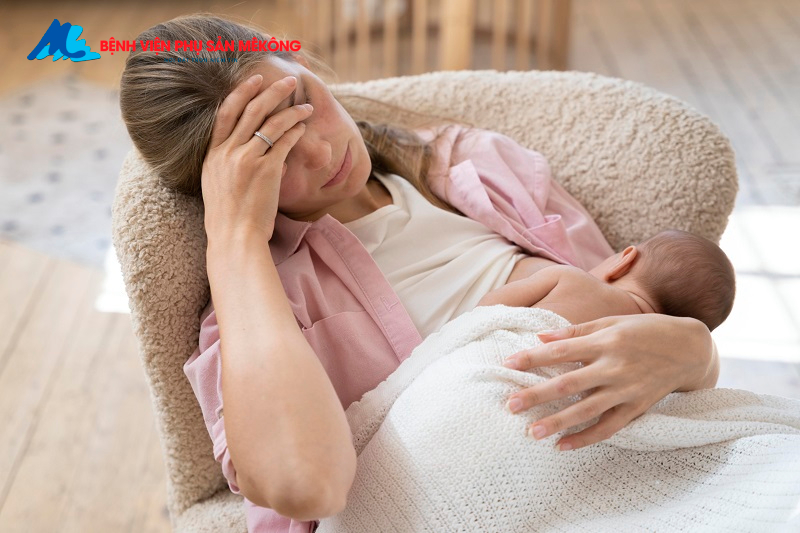 BỆNH VIỆN PHỤ SẢN MÊKÔNG